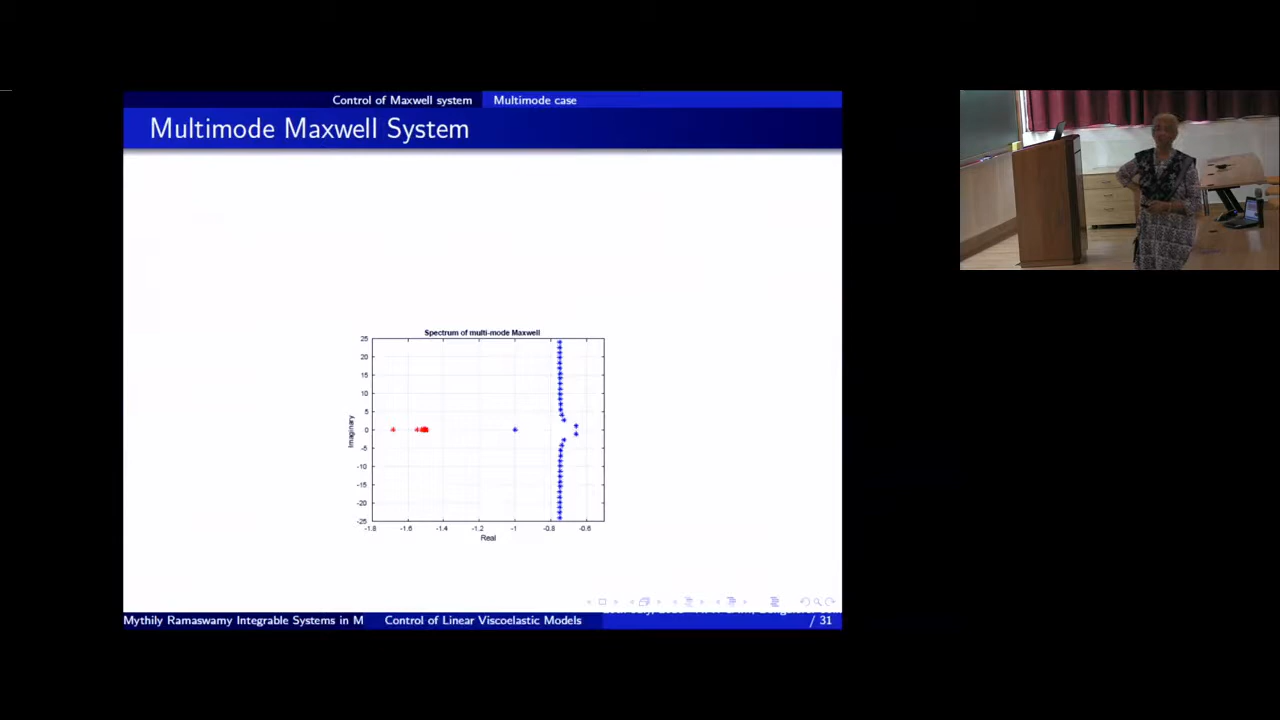 Control of Maxwell system Multimode case
Multimode Maxwell System
Spectrum of multi-mode Maxwell
25
20
15
10
5
0
-5
-10
-15
-20
-25
Imaginary
-1.8 -1.6 -1.4 -1.2 -1 -0.8 -0.6
Real
Mythily Ramaswamy Integrable Systems in M Control of Linear Viscoelastic Models
/ 31